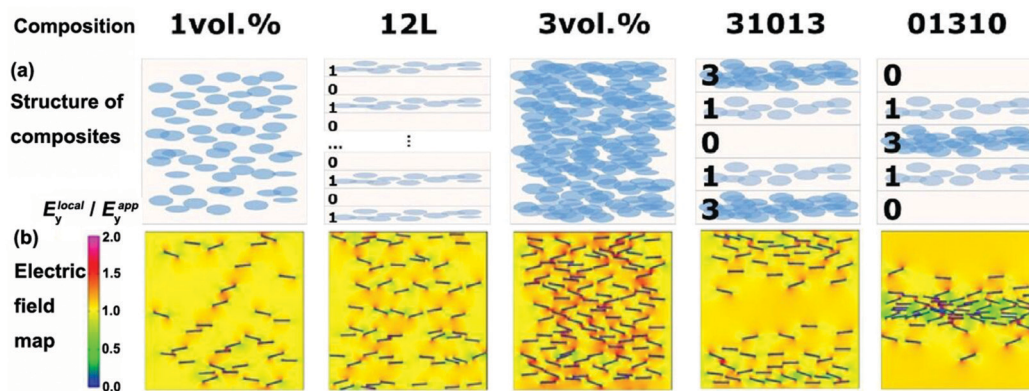 Composition 1vol.% 12L 3vol.% 31013 01310
(a)
Structure of
composites
1
0
1
0
...
⋮
0
1
0
1
3
1
0
1
3
0
1
3
1
0
E_y^local / E_y^app
(b)
Electric
field
map
2.0
1.5
1.0
0.5
0.0